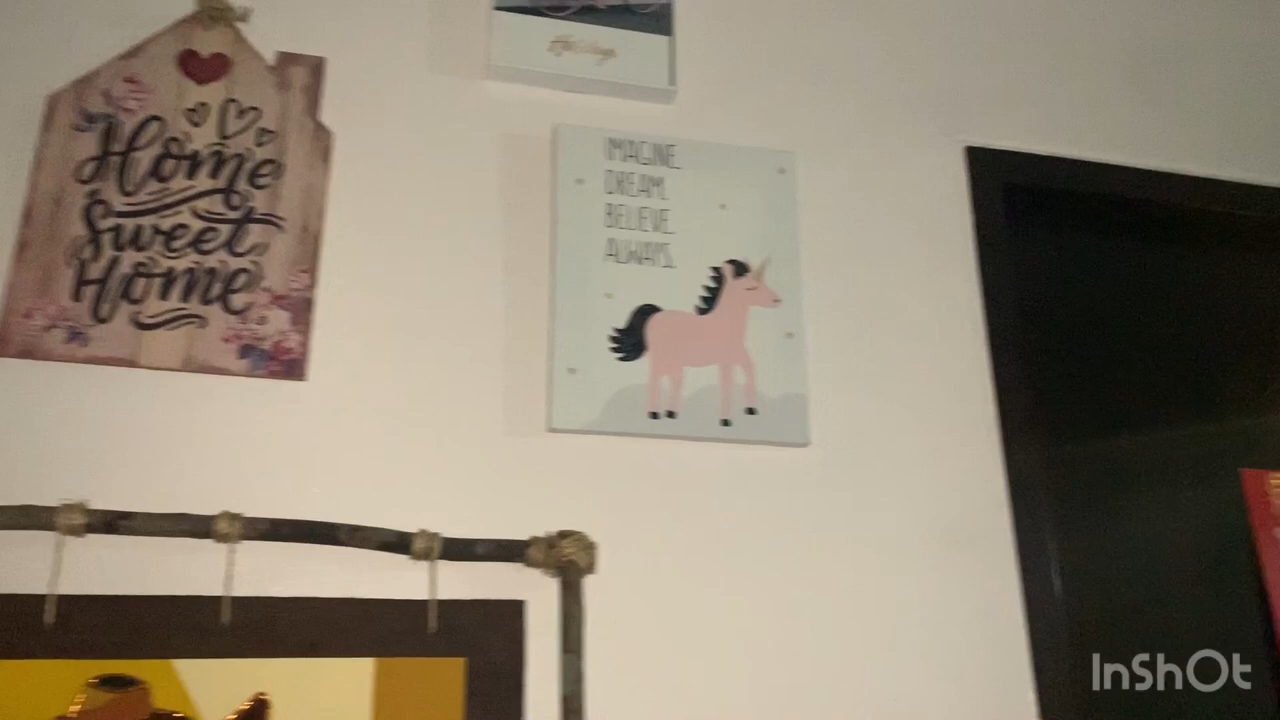 Home
Sweet
Home
IMAGINE.
DREAM.
BELIEVE.
ALWAYS.
InShOt